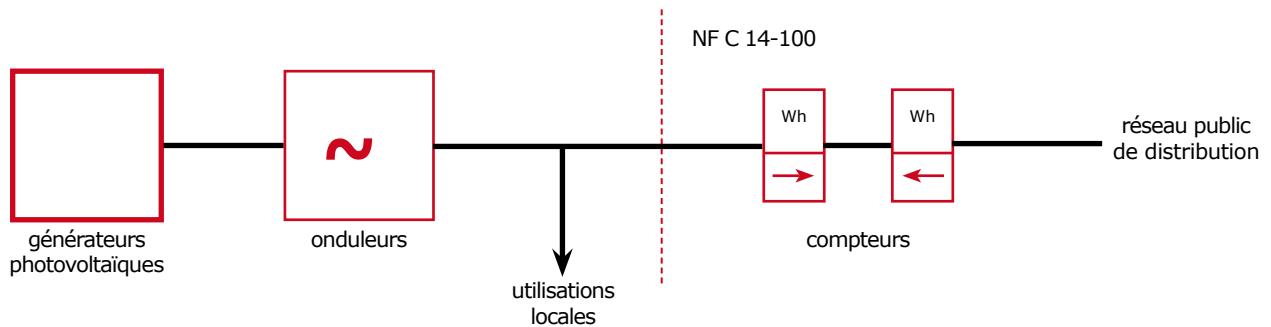 NF C 14-100
Wh
Wh
réseau public
de distribution
générateurs
photovoltaïques
onduleurs
compteurs
utilisations
locales